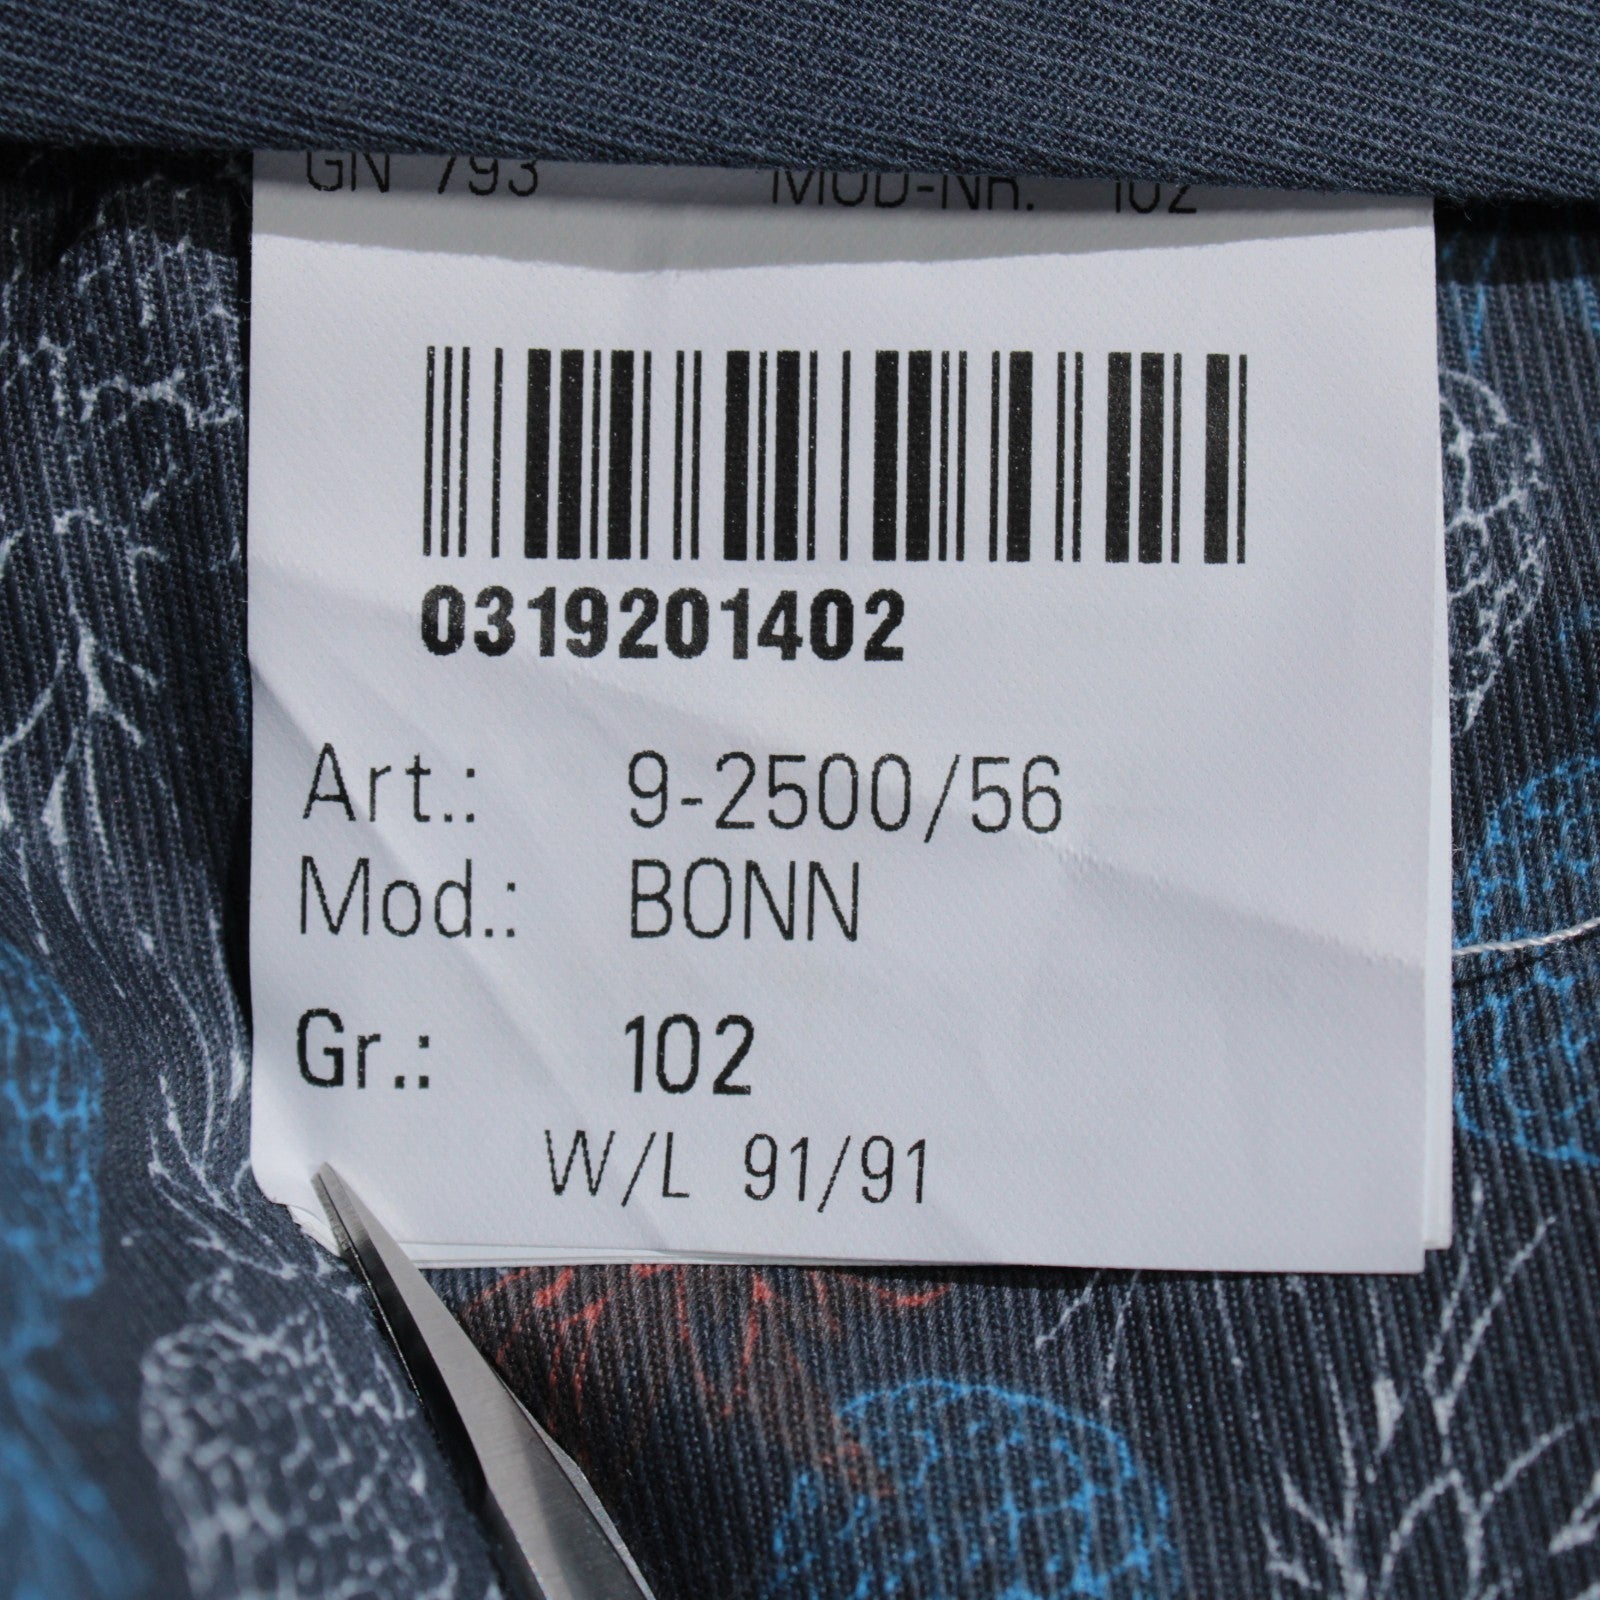 GN 793 MOD-NR. 102
0319201402
Art.: 9-2500/56
Mod.: BONN
Gr.: 102
W/L 91/91